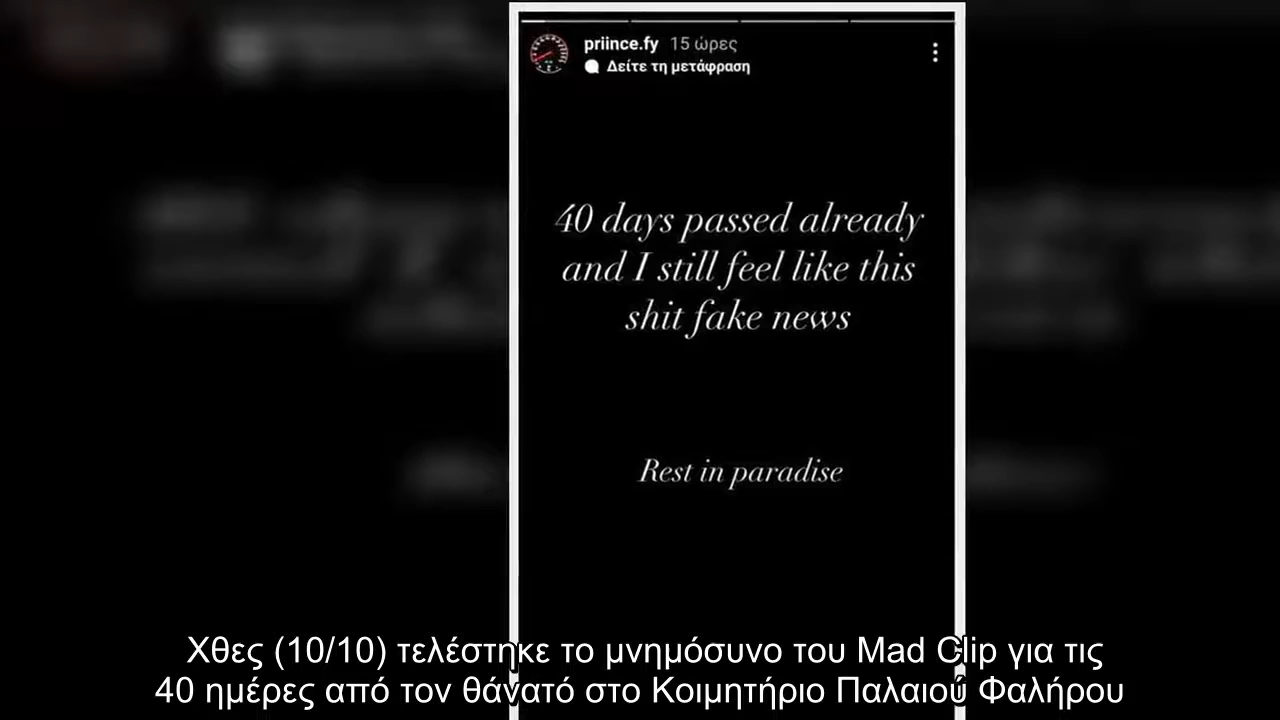 priince.fy 15 ώρες
Δείτε τη μετάφραση
40 days passed already
and I still feel like this
shit fake news
Rest in paradise
Χθες (10/10) τελέστηκε το μνημόσυνο του Mad Clip για τις
40 ημέρες από τον θάνατό στο Κοιμητήριο Παλαιού Φαλήρου